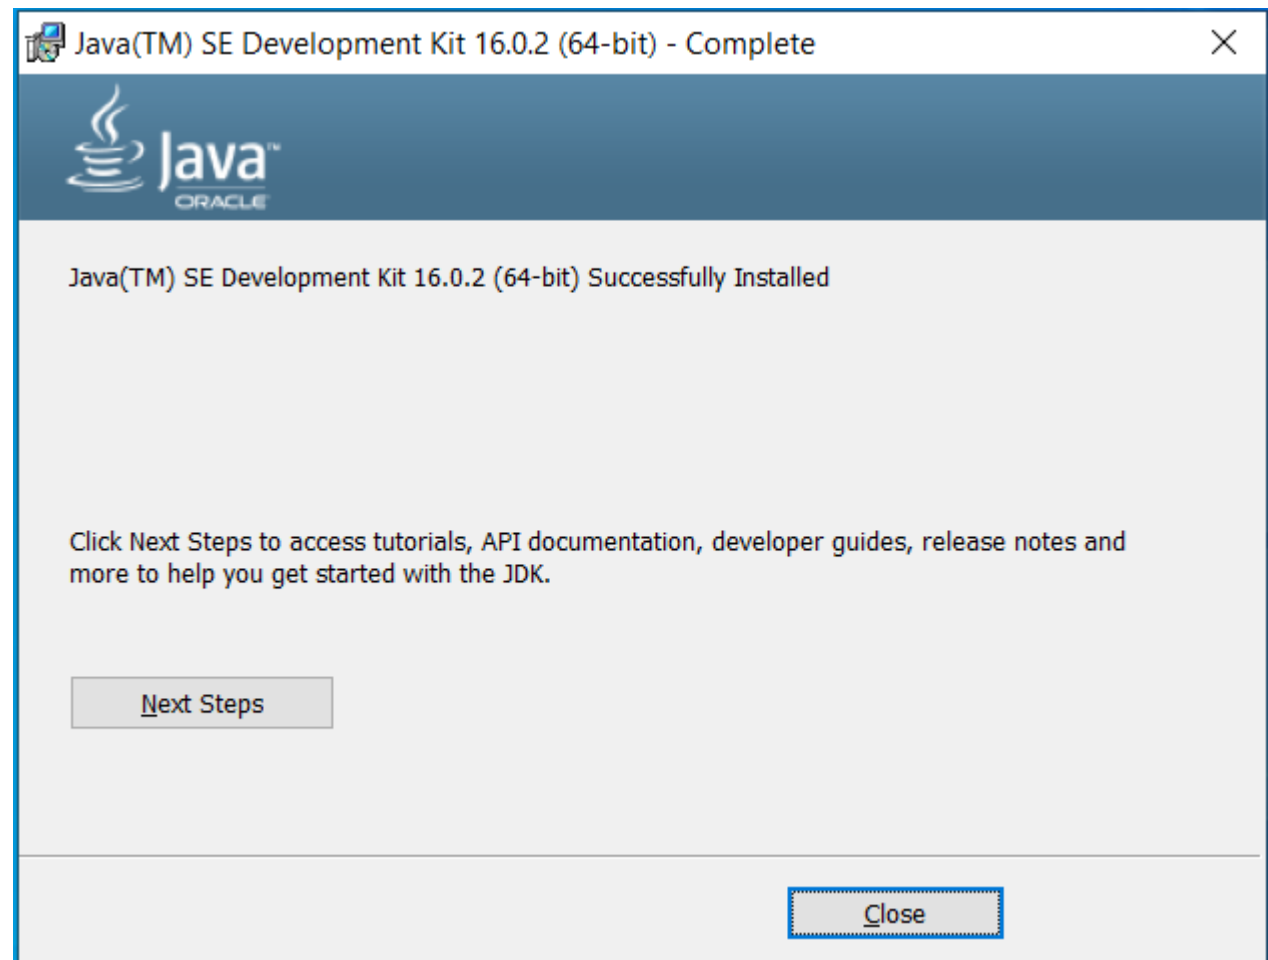 Java(TM) SE Development Kit 16.0.2 (64-bit) - Complete
Java™
ORACLE
Java(TM) SE Development Kit 16.0.2 (64-bit) Successfully Installed
Click Next Steps to access tutorials, API documentation, developer guides, release notes and
more to help you get started with the JDK.
Next Steps
Close